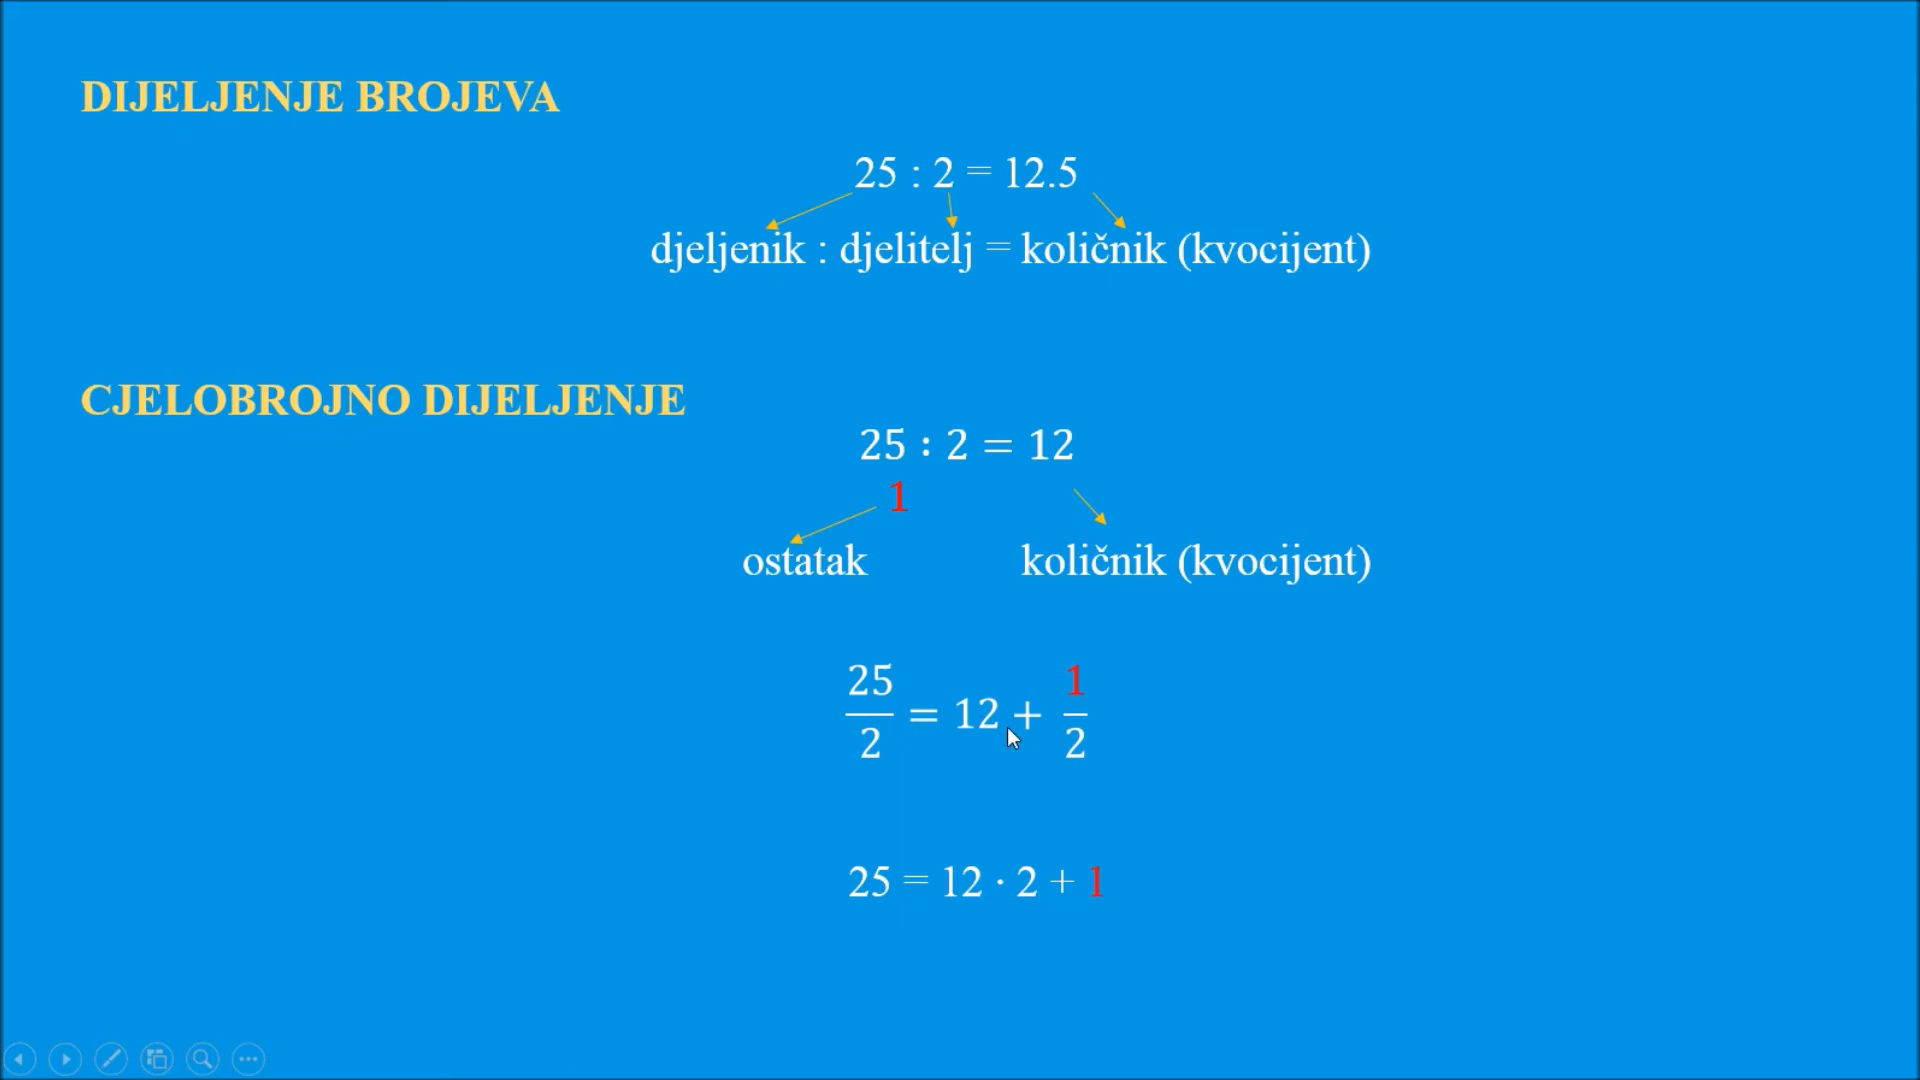 DIJELJENJE BROJEVA
25 : 2 = 12.5
djeljenik : djelitelj = količnik (kvocijent)
CJELOBROJNO DIJELJENJE
25 : 2 = 12
1
ostatak količnik (kvocijent)
25/2 = 12 + 1/2
25 = 12 · 2 + 1